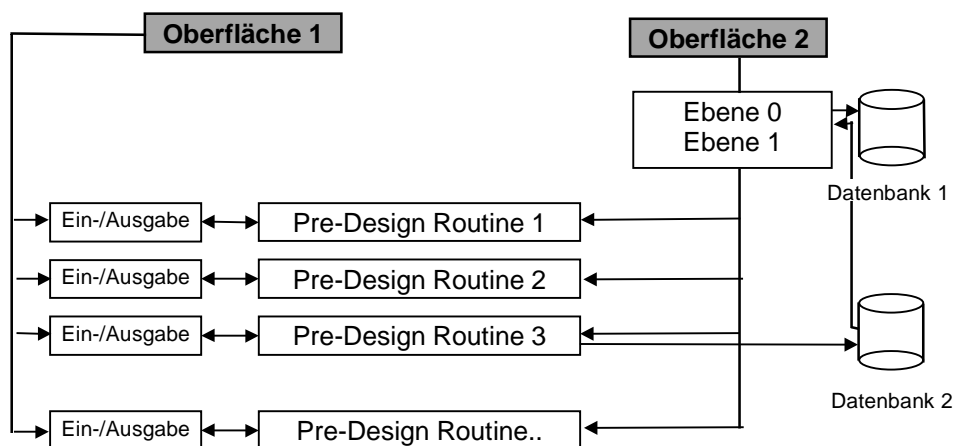 Oberfläche 1
Oberfläche 2
Ebene 0
Ebene 1
Datenbank 1
Ein-/Ausgabe
Pre-Design Routine 1
Ein-/Ausgabe
Pre-Design Routine 2
Ein-/Ausgabe
Pre-Design Routine 3
Datenbank 2
Ein-/Ausgabe
Pre-Design Routine..